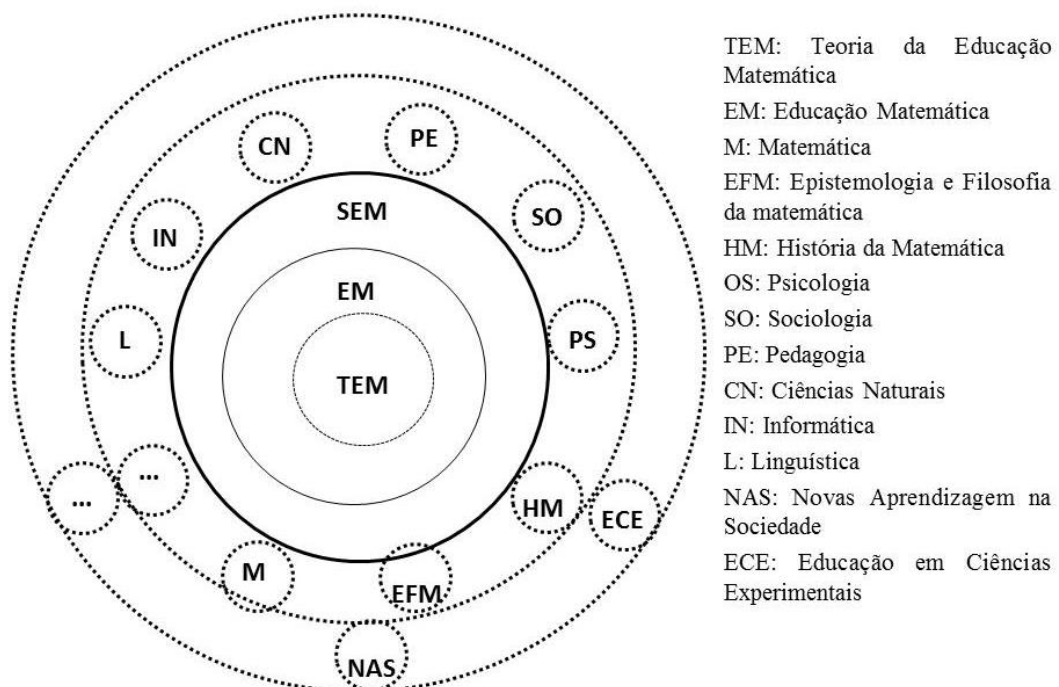 CN
PE
SEM
SO
IN
EM
L
PS
TEM
...
...
HM
ECE
M
EFM
NAS
TEM: Teoria da Educação
Matemática
EM: Educação Matemática
M: Matemática
EFM: Epistemologia e Filosofia
da matemática
HM: História da Matemática
OS: Psicologia
SO: Sociologia
PE: Pedagogia
CN: Ciências Naturais
IN: Informática
L: Linguística
NAS: Novas Aprendizagem na
Sociedade
ECE: Educação em Ciências
Experimentais